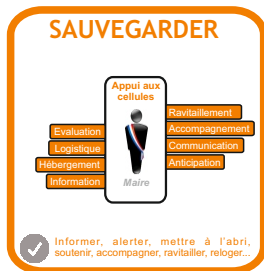 SAUVEGARDER
Appui aux
cellules
Ravitaillement
Evaluation
Accompagnement
Logistique
Communication
Hébergement
Anticipation
Information
Maire
Informer, alerter, mettre à l'abri,
soutenir, accompagner, ravitailler, reloger...